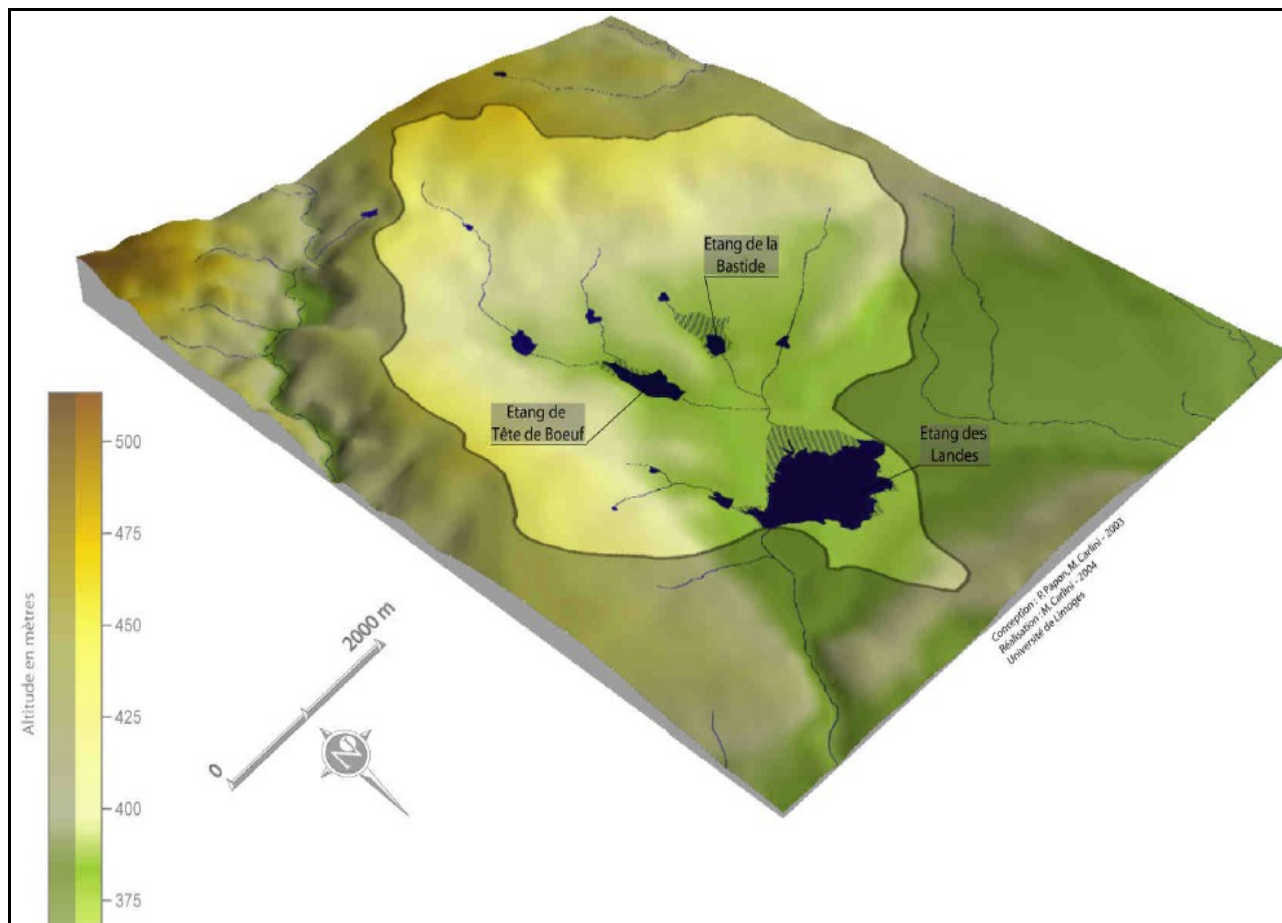 Etang de la
Bastide
Etang de
Tête de Boeuf
Etang des
Landes
500
475
450
425
400
375
Altitude en mètres
0
2000 m
N
Conception : P. Papon, M. Carlini - 2003
Réalisation : M. Carlini - 2004
Université de Limoges